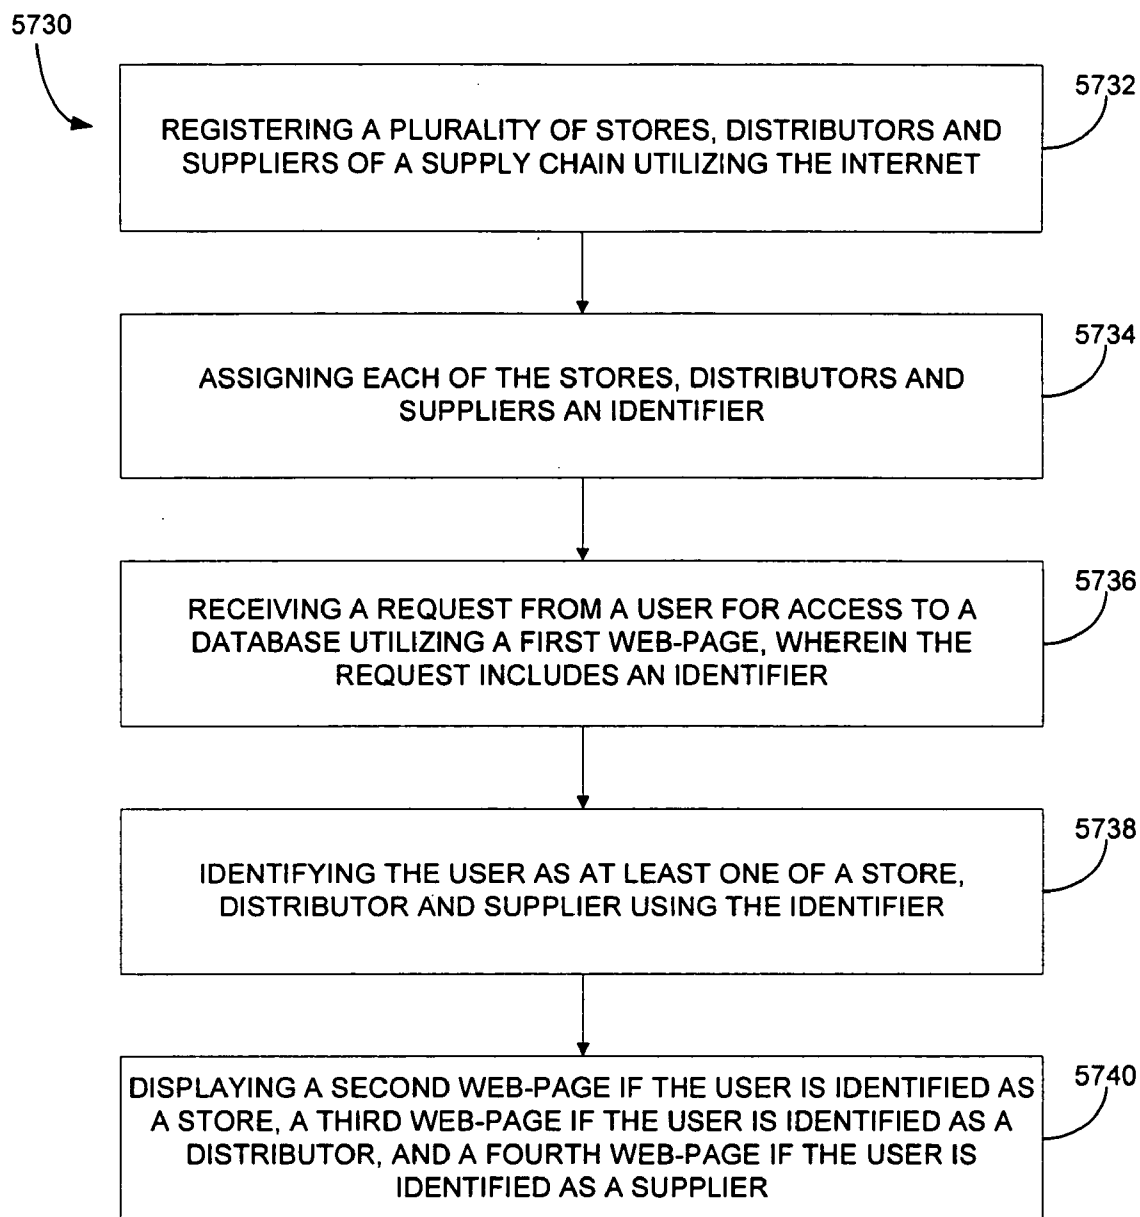 5730
5732
REGISTERING A PLURALITY OF STORES, DISTRIBUTORS AND
SUPPLIERS OF A SUPPLY CHAIN UTILIZING THE INTERNET
5734
ASSIGNING EACH OF THE STORES, DISTRIBUTORS AND
SUPPLIERS AN IDENTIFIER
5736
RECEIVING A REQUEST FROM A USER FOR ACCESS TO A
DATABASE UTILIZING A FIRST WEB-PAGE, WHEREIN THE
REQUEST INCLUDES AN IDENTIFIER
5738
IDENTIFYING THE USER AS AT LEAST ONE OF A STORE,
DISTRIBUTOR AND SUPPLIER USING THE IDENTIFIER
5740
DISPLAYING A SECOND WEB-PAGE IF THE USER IS IDENTIFIED AS
A STORE, A THIRD WEB-PAGE IF THE USER IS IDENTIFIED AS A
DISTRIBUTOR, AND A FOURTH WEB-PAGE IF THE USER IS
IDENTIFIED AS A SUPPLIER